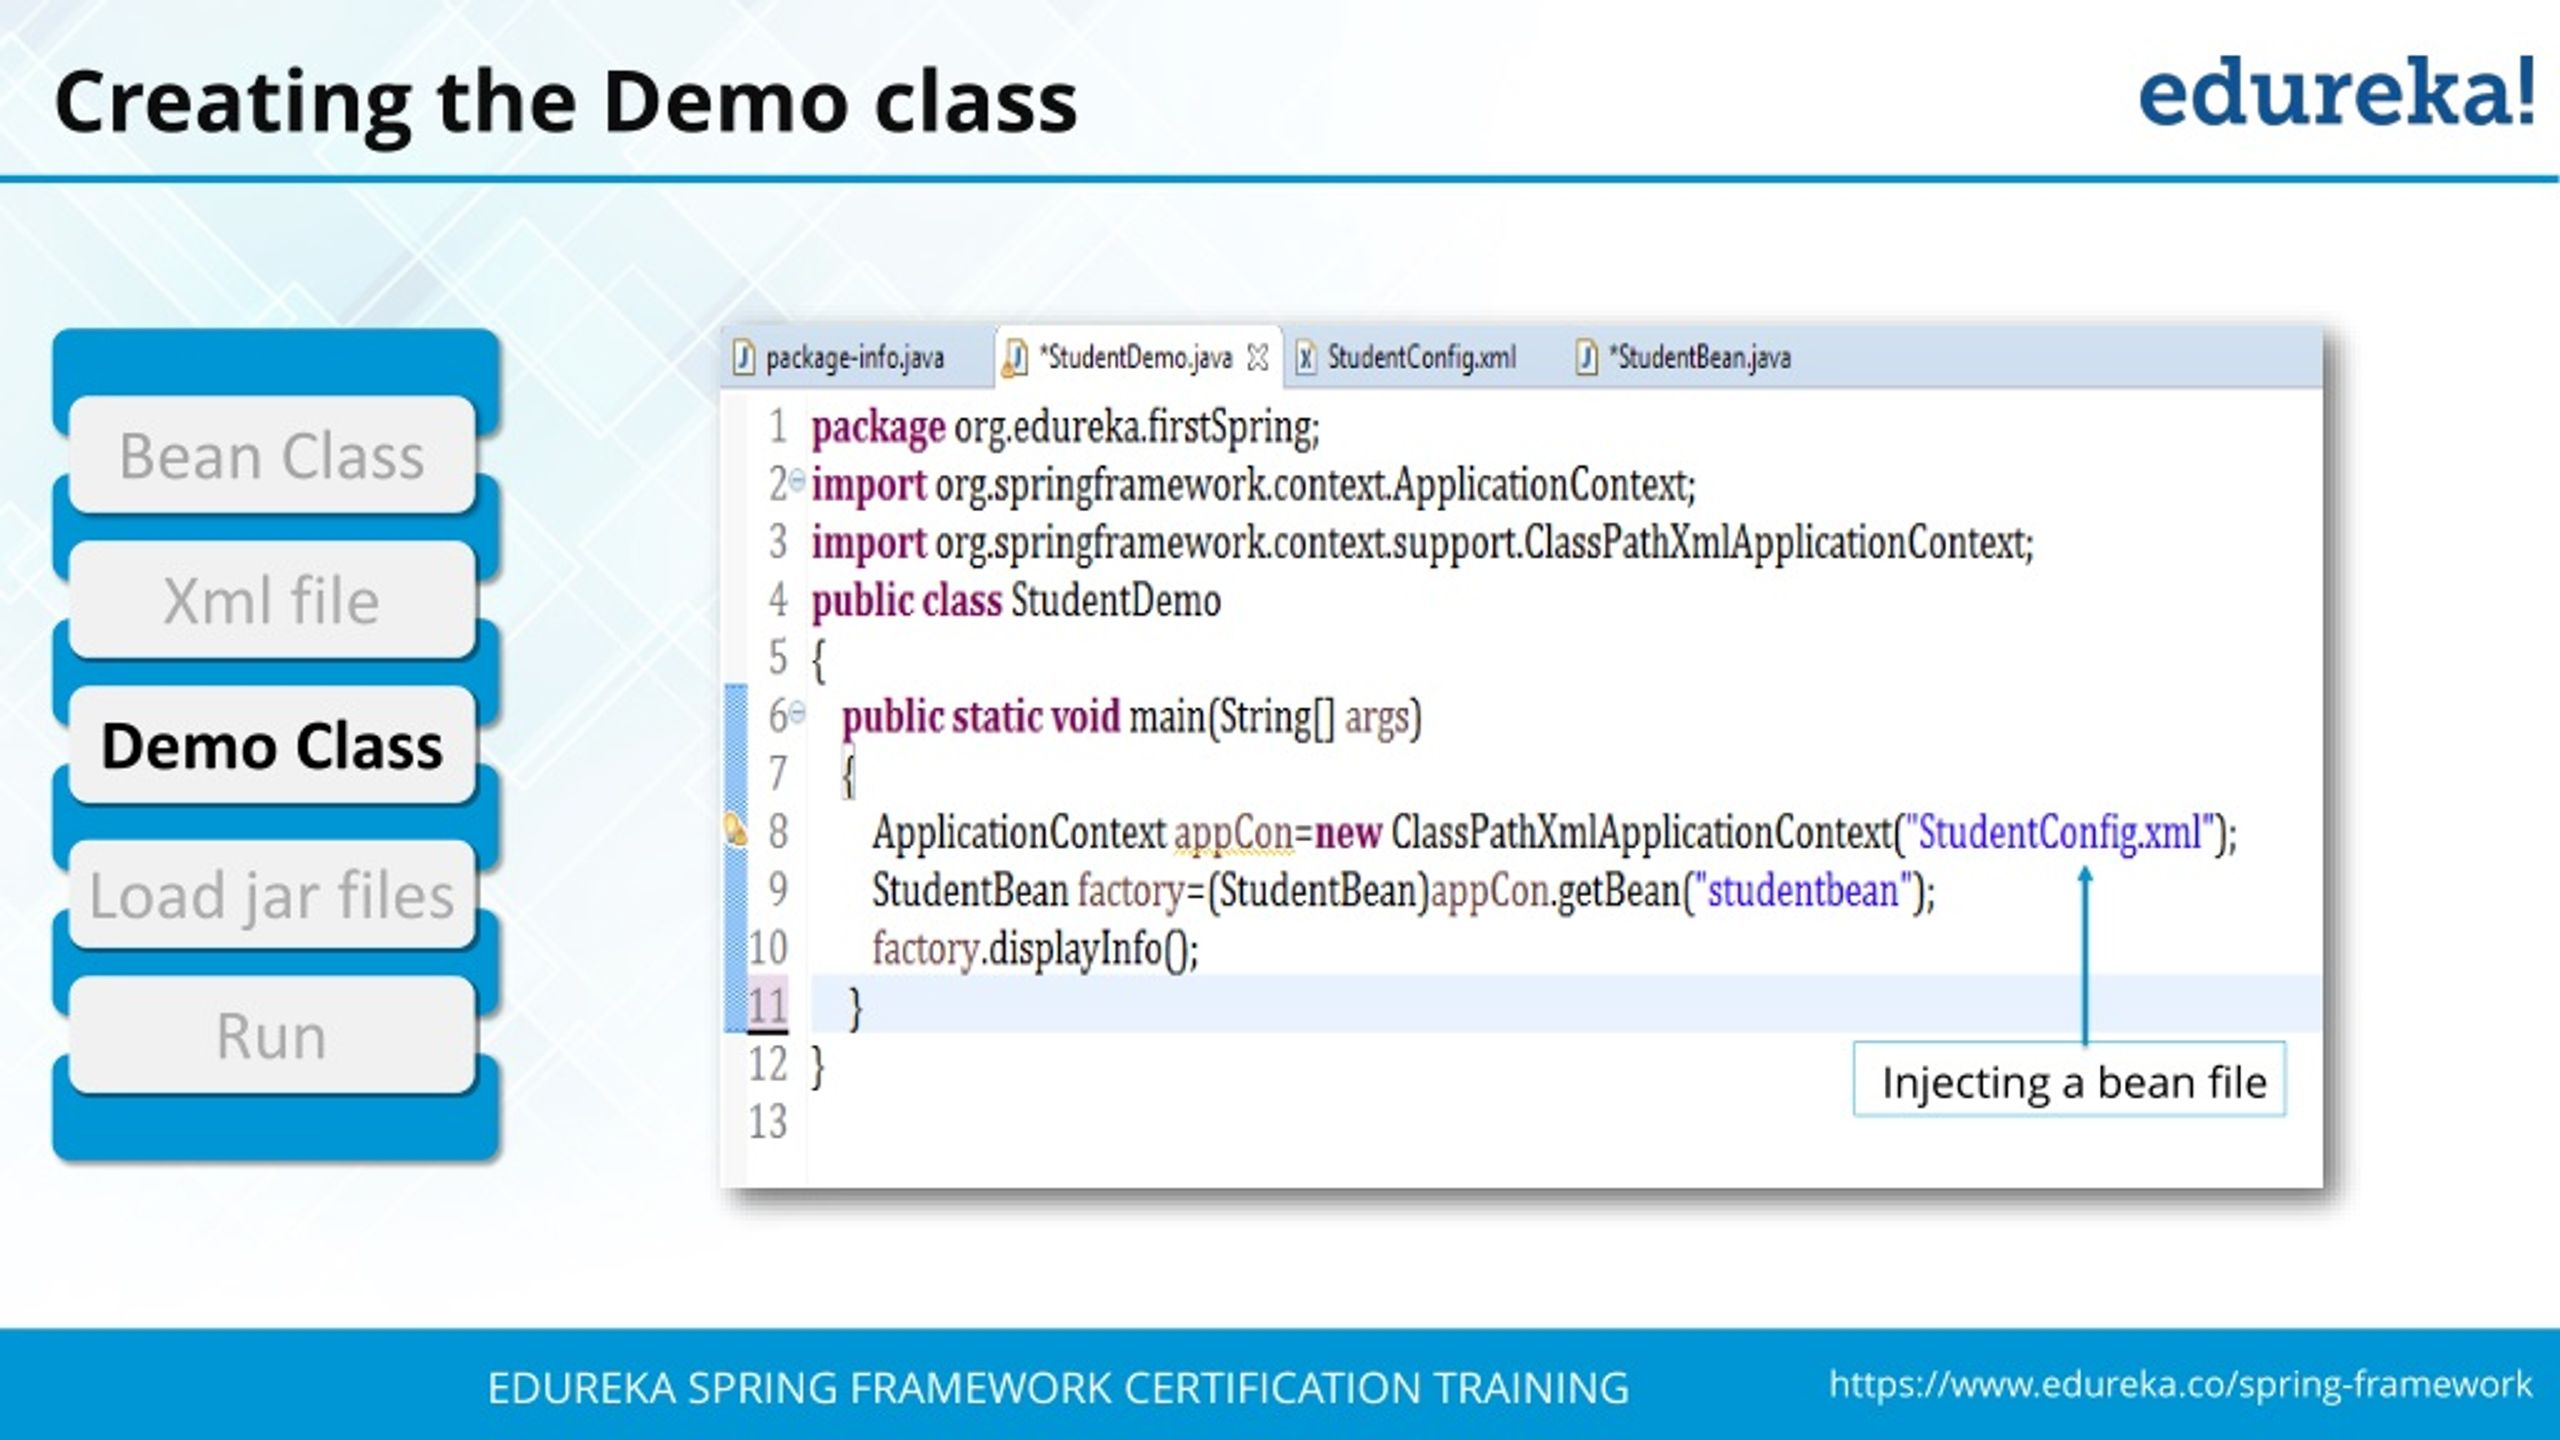 Creating the Demo class
edureka!
Bean Class
Xml file
Demo Class
Load jar files
Run
package-info.java
*StudentDemo.java
StudentConfig.xml
*StudentBean.java
1 package org.edureka.firstSpring;
2 import org.springframework.context.ApplicationContext;
3 import org.springframework.context.support.ClassPathXmlApplicationContext;
4 public class StudentDemo
5 {
6 public static void main(String[] args)
7 {
8 ApplicationContext appCon=new ClassPathXmlApplicationContext("StudentConfig.xml");
9 StudentBean factory=(StudentBean)appCon.getBean("studentbean");
10 factory.displayInfo();
11 }
12 }
13
Injecting a bean file
EDUREKA SPRING FRAMEWORK CERTIFICATION TRAINING
https://www.edureka.co/spring-framework